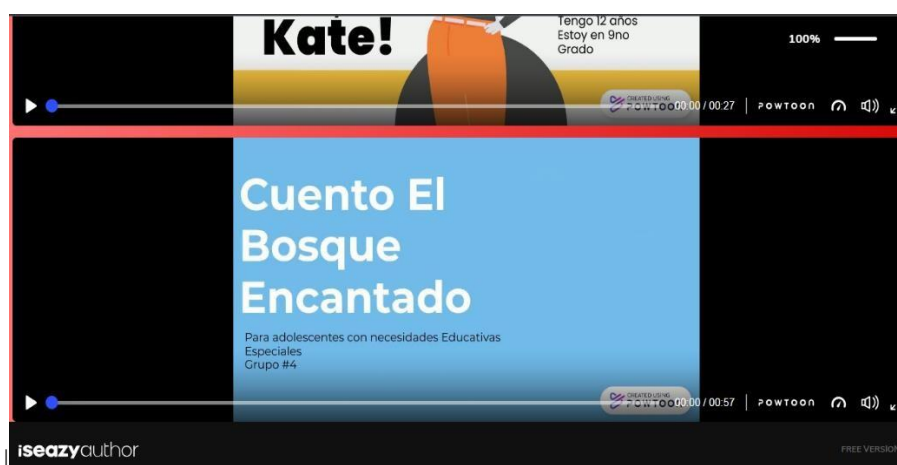 Kate!
Tengo 12 años
Estoy en 9no
Grado
100%
CREATED USING
POWTOON
00:00 / 00:27
POWTOON
Cuento El
Bosque
Encantado
Para adolescentes con necesidades Educativas
Especiales
Grupo #4
CREATED USING
POWTOON
00:00 / 00:57
POWTOON
iseazyauthor
FREE VERSION